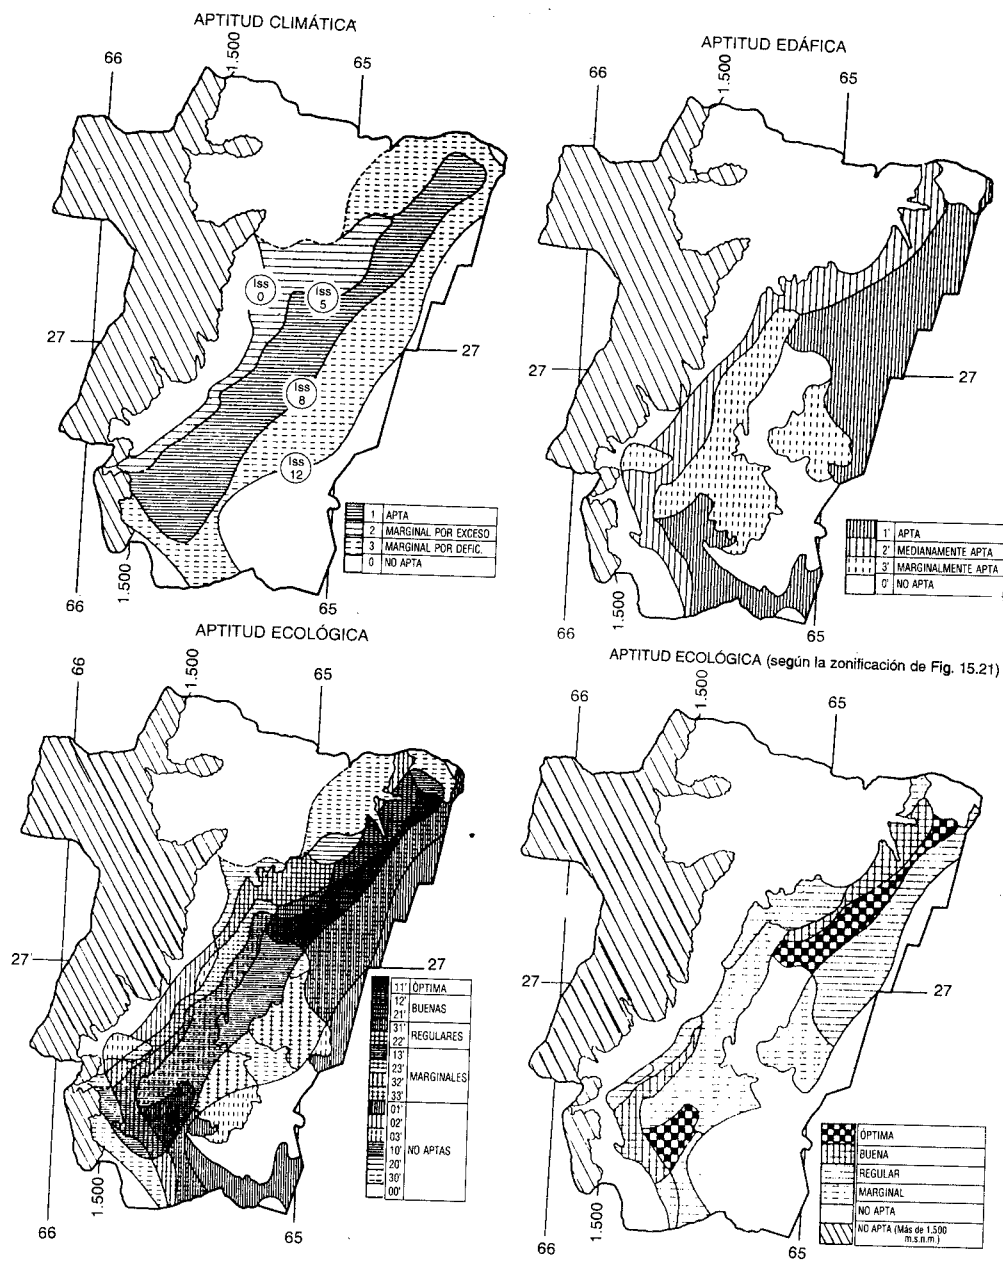 APTITUD CLIMÁTICA
66
1.500
65
Iss
0
Iss
5
Iss
8
Iss
12
27
27
1 APTA
2 MARGINAL POR EXCESO
3 MARGINAL POR DEFIC.
0 NO APTA
66
1.500
65
APTITUD EDÁFICA
66
1.500
65
27
27
1' APTA
2' MEDIANAMENTE APTA
3' MARGINALMENTE APTA
0' NO APTA
66
1.500
65
APTITUD ECOLÓGICA
66
1.500
65
27
27
11' ÓPTIMA
12'
21' BUENAS
31'
22' REGULARES
13'
23' MARGINALES
32'
33'
01'
02'
03'
10' NO APTAS
20'
30'
00'
66
1.500
65
APTITUD ECOLÓGICA (según la zonificación de Fig. 15.21)
66
1.500
65
27
27
ÓPTIMA
BUENA
REGULAR
MARGINAL
NO APTA
NO APTA (Más de 1.500
m.s.n.m.)
66
1.500
65